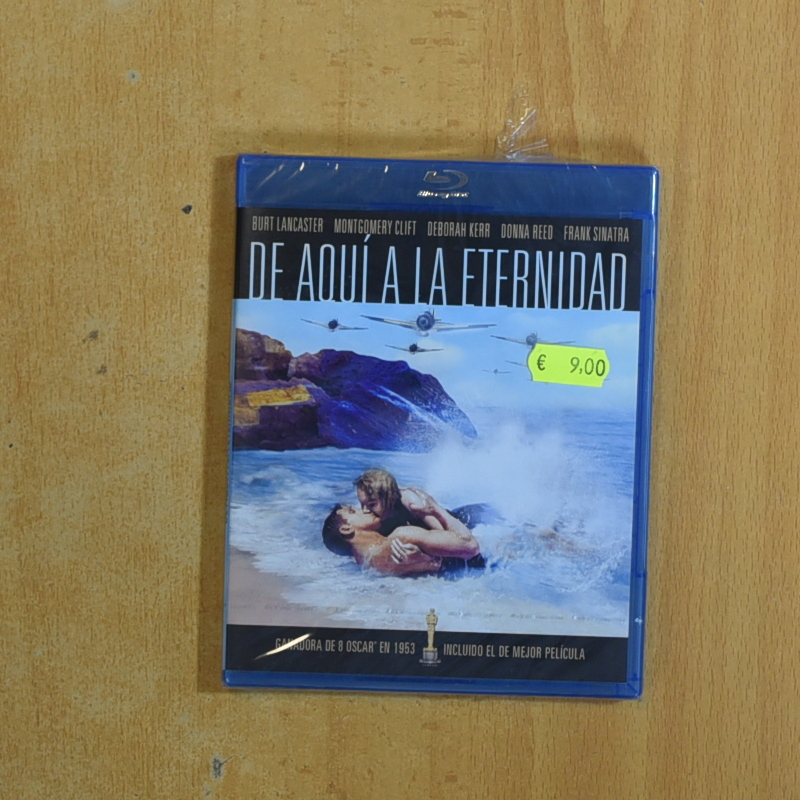 Blu-ray Disc
BURT LANCASTER MONTGOMERY CLIFT DEBORAH KERR DONNA REED FRANK SINATRA
DE AQUÍ A LA ETERNIDAD
€ 9,00
GANADORA DE 8 OSCAR® EN 1953 INCLUIDO EL DE MEJOR PELÍCULA